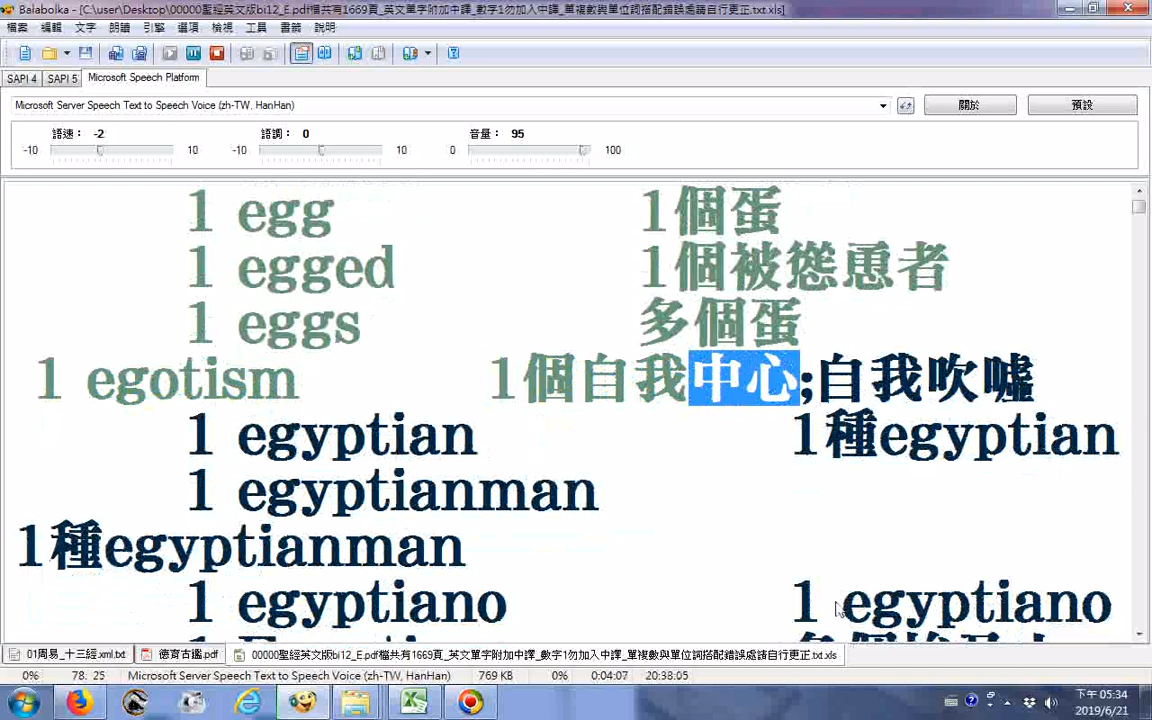 Balabolka - [C:\user\Desktop\00000聖經英文版bi12_E.pdf檔共有1669頁_英文單字附加中譯_數字1勿加入中譯_單複數與單位詞搭配錯誤處請自行更正.txt.xls]
檔案 編輯 文字 朗讀 引擎 選項 檢視 工具 書籤 說明
SAPI 4 SAPI 5 Microsoft Speech Platform
Microsoft Server Speech Text to Speech Voice (zh-TW, HanHan) 關於 預設
語速： -2 語調： 0 音量： 95
-10 10 -10 10 0 100
1 egg 1個蛋
1 egged 1個被慫恿者
1 eggs 多個蛋
1 egotism 1個自我中心;自我吹噓
1 egyptian 1種egyptian
1 egyptianman
1種egyptianman
1 egyptiano 1 egyptiano
01周易_十三經.xml.txt 德育古鑑.pdf 00000聖經英文版bi12_E.pdf檔共有1669頁_英文單字附加中譯_數字1勿加入中譯_單複數與單位詞搭配錯誤處請自行更正.txt.xls
0% 78: 25 Microsoft Server Speech Text to Speech Voice (zh-TW, HanHan) 769 KB 0% 0:04:07 20:38:05
下午 05:34
2019/6/21